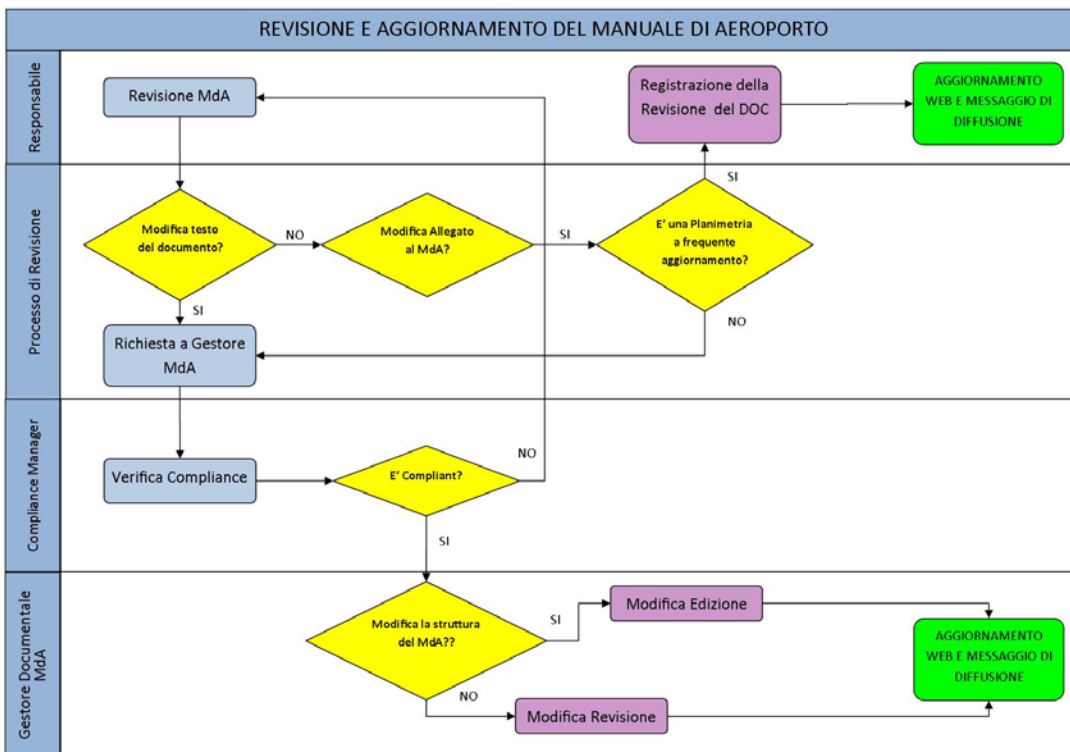 REVISIONE E AGGIORNAMENTO DEL MANUALE DI AEROPORTO
Responsabile
Revisione MdA
Registrazione della
Revisione del DOC
AGGIORNAMENTO
WEB E MESSAGGIO DI
DIFFUSIONE
Processo di Revisione
Modifica testo
del documento?
NO
Modifica Allegato
al MdA?
SI
E' una Planimetria
a frequente
aggiornamento?
SI
NO
SI
Richiesta a Gestore
MdA
Compliance Manager
Verifica Compliance
E' Compliant?
NO
SI
Gestore Documentale
MdA
Modifica la struttura
del MdA??
SI
Modifica Edizione
NO
Modifica Revisione
AGGIORNAMENTO
WEB E MESSAGGIO DI
DIFFUSIONE